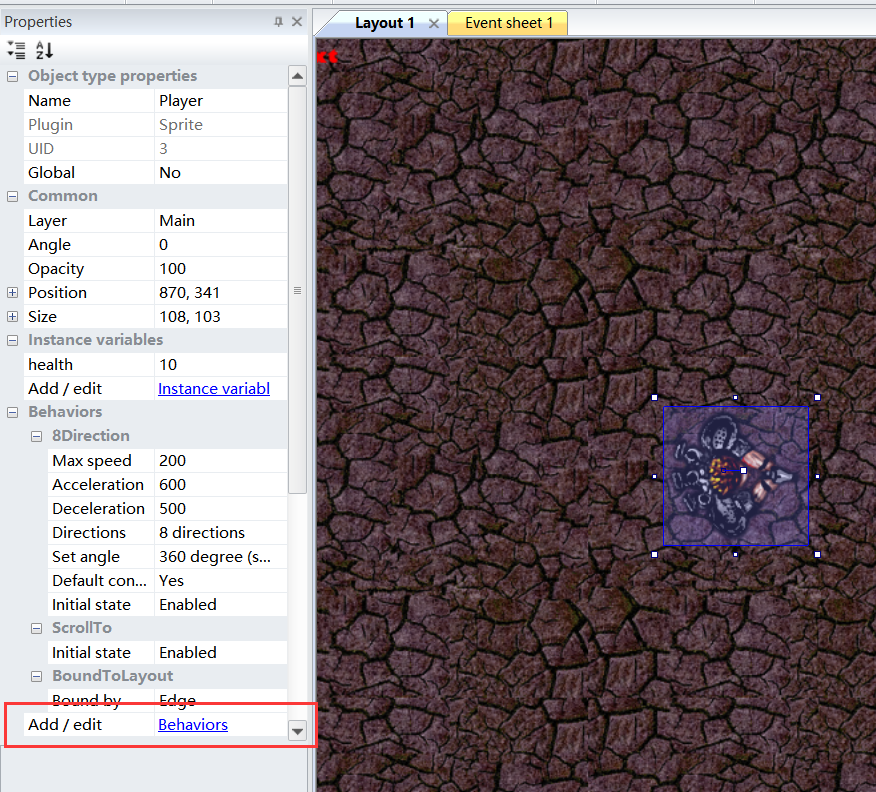 Properties
Layout 1
Event sheet 1
Object type properties
Name Player
Plugin Sprite
UID 3
Global No
Common
Layer Main
Angle 0
Opacity 100
Position 870, 341
Size 108, 103
Instance variables
health 10
Add / edit Instance variabl
Behaviors
8Direction
Max speed 200
Acceleration 600
Deceleration 500
Directions 8 directions
Set angle 360 degree (s...
Default con... Yes
Initial state Enabled
ScrollTo
Initial state Enabled
BoundToLayout
Bound by Edge
Add / edit Behaviors